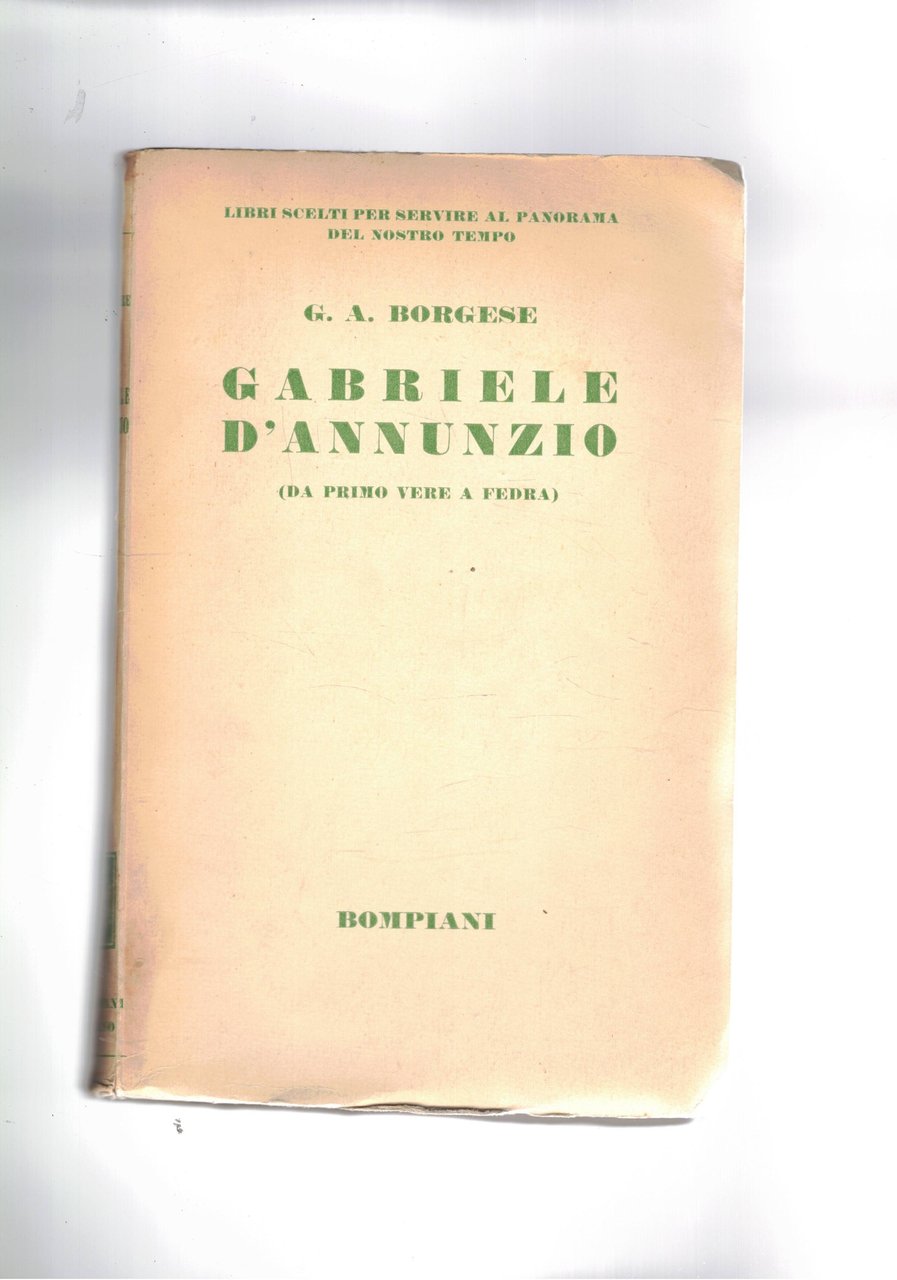 LIBRI SCELTI PER SERVIRE AL PANORAMA
DEL NOSTRO TEMPO
G. A. BORGESE
GABRIELE
D'ANNUNZIO
(DA PRIMO VERE A FEDRA)
BOMPIANI